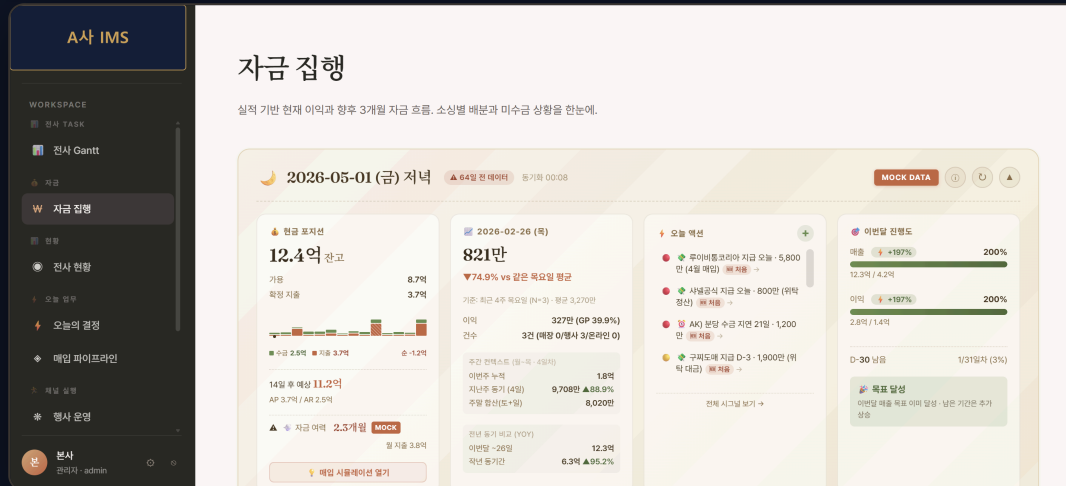 A사 IMS
WORKSPACE
전사 TASK
전사 Gantt
자금
₩ 자금 집행
현황
전사 현황
오늘 업무
오늘의 결정
매입 파이프라인
채널 실행
행사 운영
본
본사
관리자 · admin
자금 집행
실적 기반 현재 이익과 향후 3개월 자금 흐름. 소싱별 배분과 미수금 상황을 한눈에.
2026-05-01 (금) 저녁
64일 전 데이터
동기화 00:08
MOCK DATA
현금 포지션
12.4억 잔고
가용 8.7억
확정 지출 3.7억
수금 2.5억 지출 3.7억 순 -1.2억
14일 후 예상 11.2억
AP 3.7억 / AR 2.5억
자금 여력 2.3개월 MOCK
월 지출 3.8억
매입 시뮬레이션 열기
2026-02-26 (목)
821만
▼74.9% vs 같은 목요일 평균
기준: 최근 4주 목요일 (N=3) · 평균 3,270만
이익 327만 (GP 39.9%)
건수 3건 (매장 0/행사 3/온라인 0)
주간 컨텍스트 (월~목 · 4일차)
이번주 누적 1.8억
지난주 동기 (4일) 9,708만 ▲88.9%
주말 합산(토+일) 8,020만
전년 동기 비교 (YOY)
이번달 ~26일 12.3억
작년 동기간 6.3억 ▲95.2%
오늘 액션
+
루이비통코리아 지급 오늘 · 5,800
만 (4월 매입) 처음 →
샤넬공식 지급 오늘 · 800만 (위탁
정산) 처음 →
AK) 분당 수금 지연 21일 · 1,200
만 처음 →
구찌도매 지급 D-3 · 1,900만 (위
탁 대금) 처음 →
전체 시그널 보기 →
이번달 진행도
매출 +197% 200%
12.3억 / 4.2억
이익 +197% 200%
2.8억 / 1.4억
D-30 남음 1/31일차 (3%)
목표 달성
이번달 매출 목표 이미 달성 · 남은 기간은 추가
상승